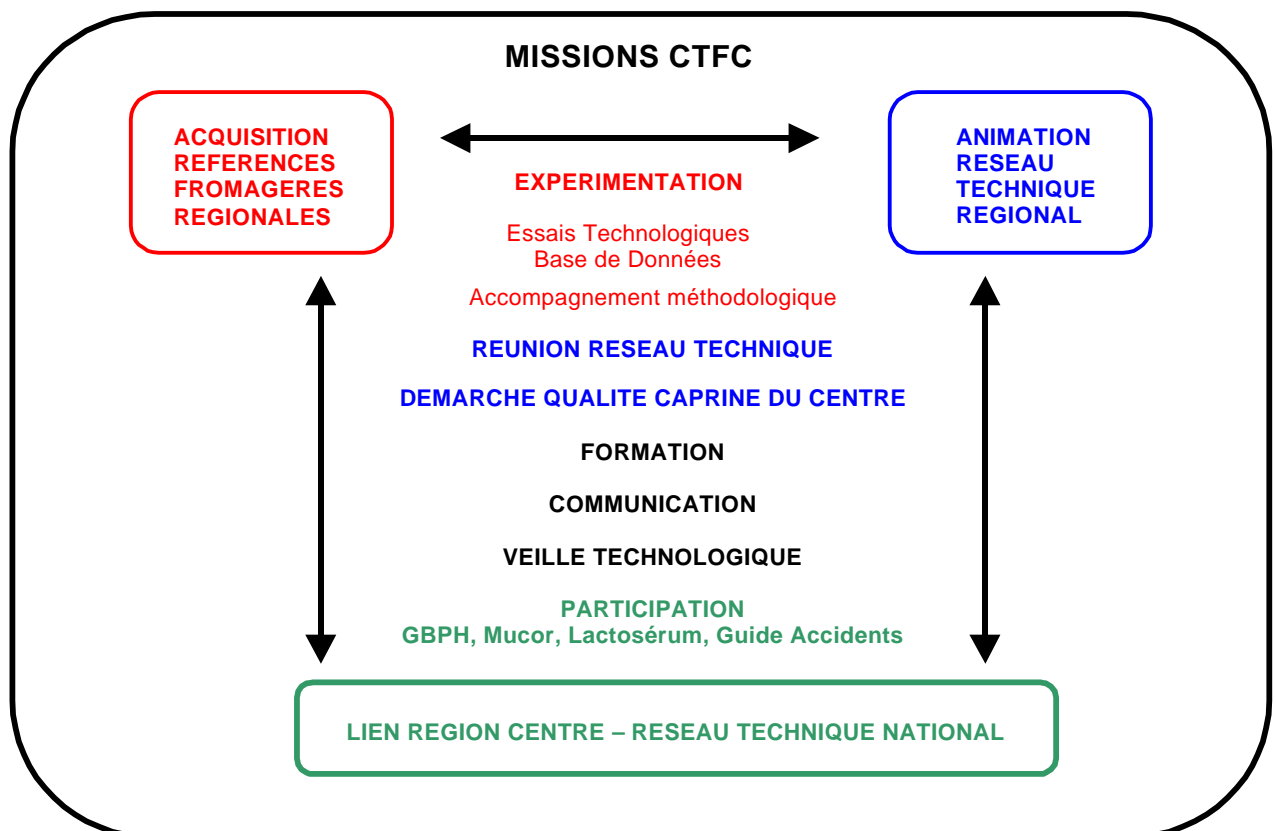 MISSIONS CTFC
ACQUISITION
REFERENCES
FROMAGERES
REGIONALES
ANIMATION
RESEAU
TECHNIQUE
REGIONAL
EXPERIMENTATION
Essais Technologiques
Base de Données
Accompagnement méthodologique
REUNION RESEAU TECHNIQUE
DEMARCHE QUALITE CAPRINE DU CENTRE
FORMATION
COMMUNICATION
VEILLE TECHNOLOGIQUE
PARTICIPATION
GBPH, Mucor, Lactosérum, Guide Accidents
LIEN REGION CENTRE – RESEAU TECHNIQUE NATIONAL